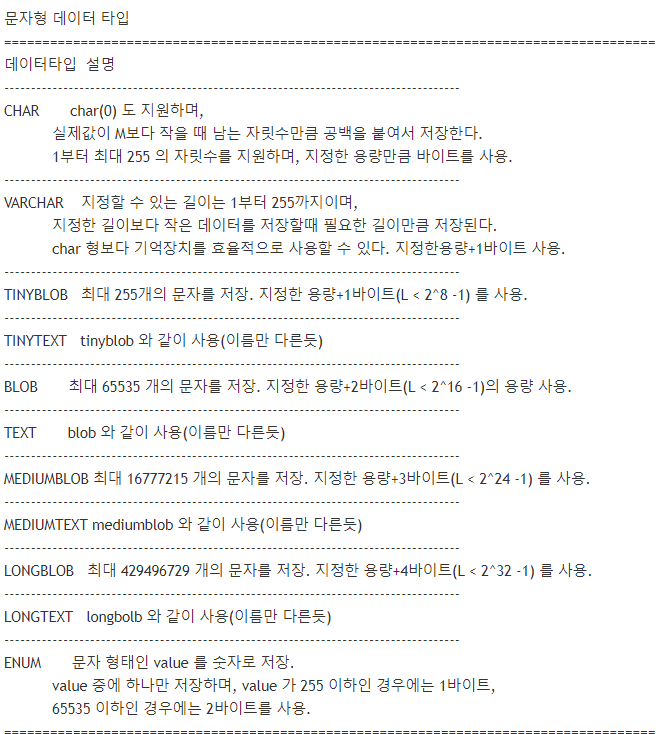 문자형 데이터 타입
=====================================================================================
데이터타입  설명
---------------------------------------------------------------------------
CHAR       char(0) 도 지원하며,
실제값이 M보다 작을 때 남는 자릿수만큼 공백을 붙여서 저장한다.
1부터 최대 255 의 자릿수를 지원하며, 지정한 용량만큼 바이트를 사용.
---------------------------------------------------------------------------
VARCHAR    지정할 수 있는 길이는 1부터 255까지이며,
지정한 길이보다 작은 데이터를 저장할때 필요한 길이만큼 저장된다.
char 형보다 기억장치를 효율적으로 사용할 수 있다. 지정한용량+1바이트 사용.
---------------------------------------------------------------------------
TINYBLOB   최대 255개의 문자를 저장. 지정한 용량+1바이트(L < 2^8 -1) 를 사용.
---------------------------------------------------------------------------
TINYTEXT   tinyblob 와 같이 사용(이름만 다른듯)
---------------------------------------------------------------------------
BLOB       최대 65535 개의 문자를 저장. 지정한 용량+2바이트(L < 2^16 -1)의 용량 사용.
---------------------------------------------------------------------------
TEXT       blob 와 같이 사용(이름만 다른듯)
---------------------------------------------------------------------------
MEDIUMBLOB 최대 16777215 개의 문자를 저장. 지정한 용량+3바이트(L < 2^24 -1) 를 사용.
---------------------------------------------------------------------------
MEDIUMTEXT mediumblob 와 같이 사용(이름만 다른듯)
---------------------------------------------------------------------------
LONGBLOB   최대 429496729 개의 문자를 저장. 지정한 용량+4바이트(L < 2^32 -1) 를 사용.
---------------------------------------------------------------------------
LONGTEXT   longbolb 와 같이 사용(이름만 다른듯)
---------------------------------------------------------------------------
ENUM       문자 형태인 value 를 숫자로 저장.
value 중에 하나만 저장하며, value 가 255 이하인 경우에는 1바이트,
65535 이하인 경우에는 2바이트를 사용.
=====================================================================================